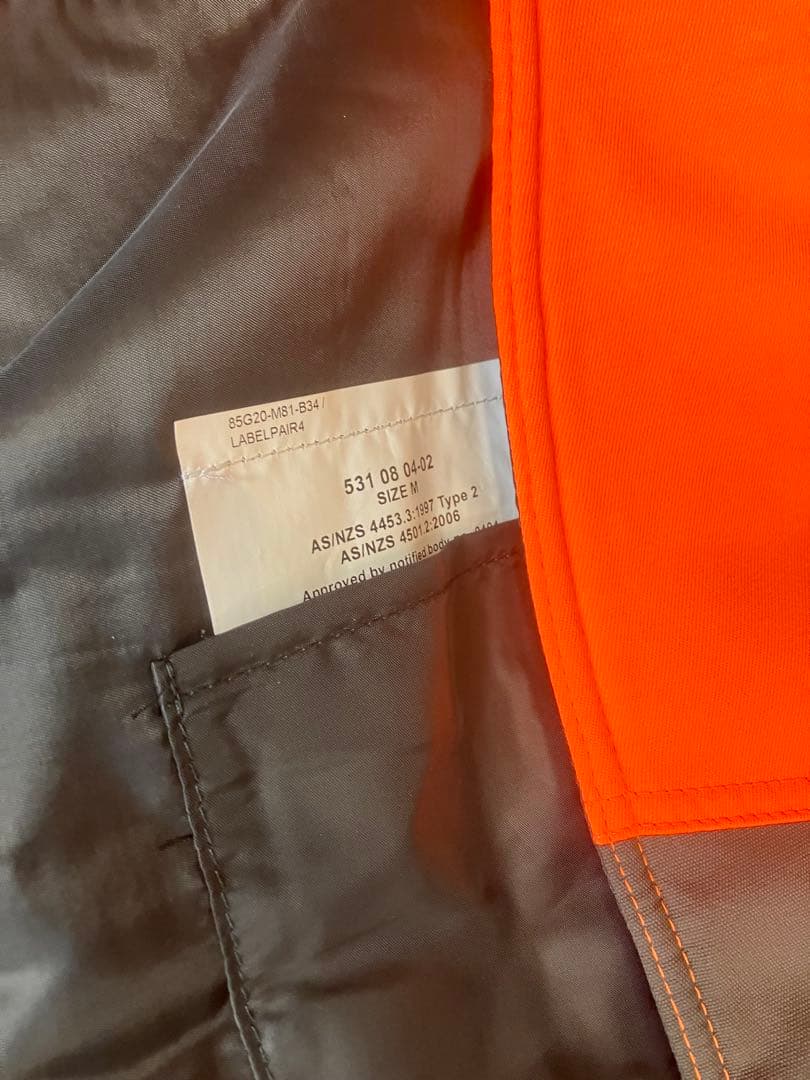 85G20-M81-B34 /
LABELPAIR4
531 08 04-02
SIZE M
AS/NZS 4453.3:1997 Type 2
AS/NZS 4501.2:2006
Approved by notified body